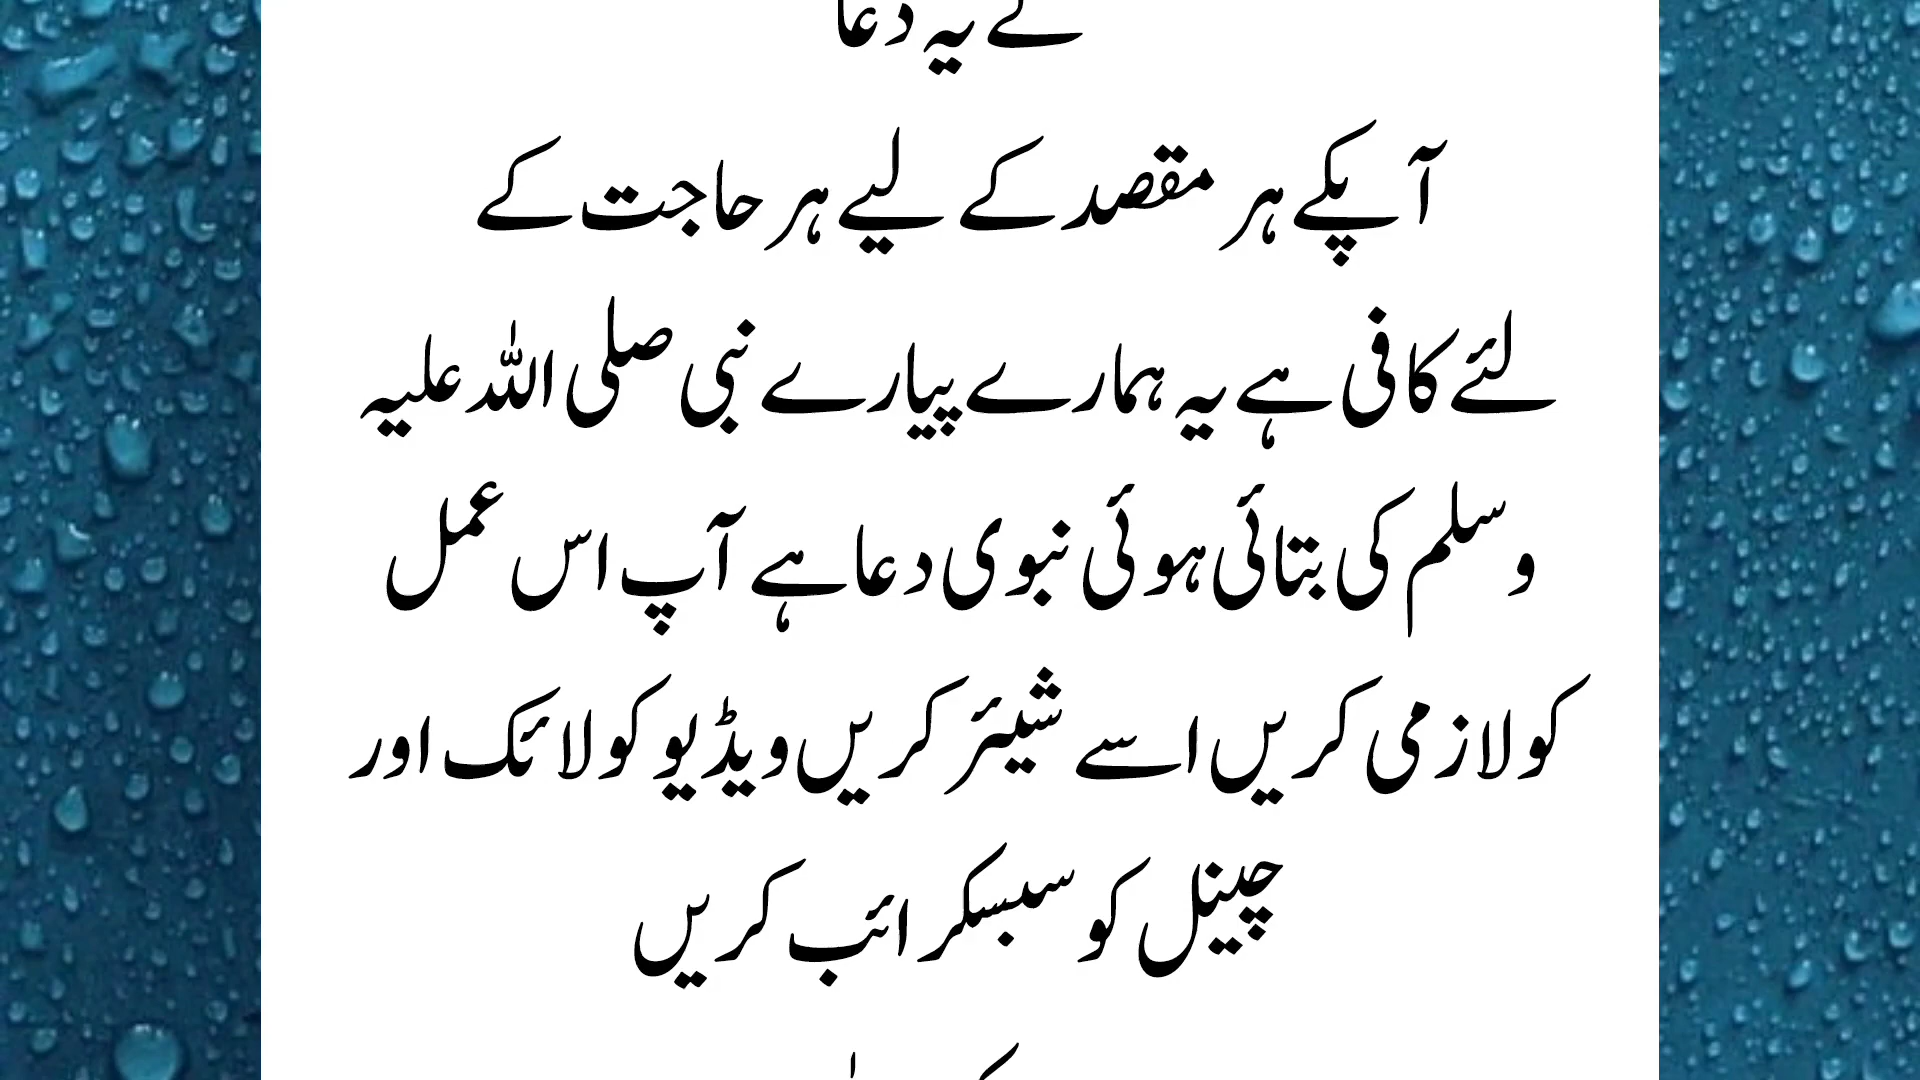 یہ دعا
آپکے ہر مقصد کے لیے ہر حاجت کے
لئے کافی ہے یہ ہمارے پیارے نبی صلی اللہ علیہ
وسلم کی بتائی ہوئی نبوی دعا ہے آپ اس عمل
کو لازمی کریں اسے شیئر کریں ویڈیو کو لائک اور
چینل کو سبسکرائب کریں